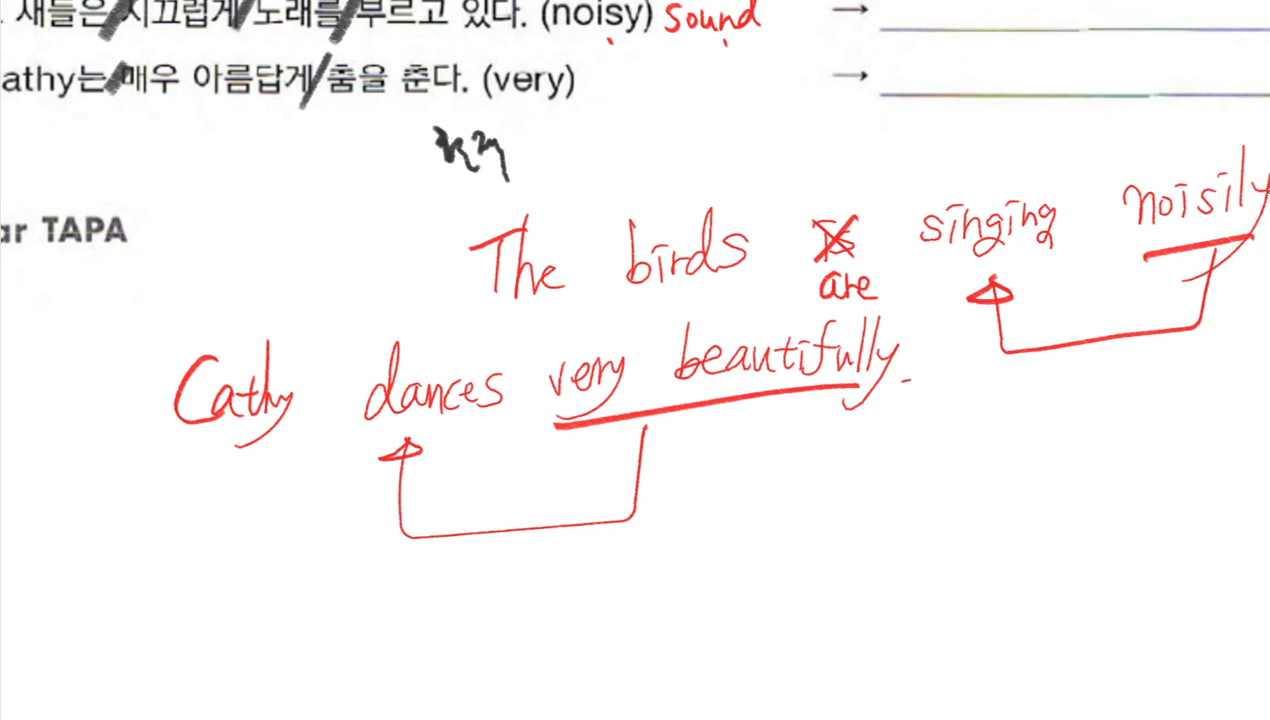 새들은 시끄럽게 노래를 부르고 있다. (noisy) sound →
athy는 매우 아름답게 춤을 춘다. (very) →
ar TAPA
The birds is singing noisily
are
Cathy dances very beautifully.